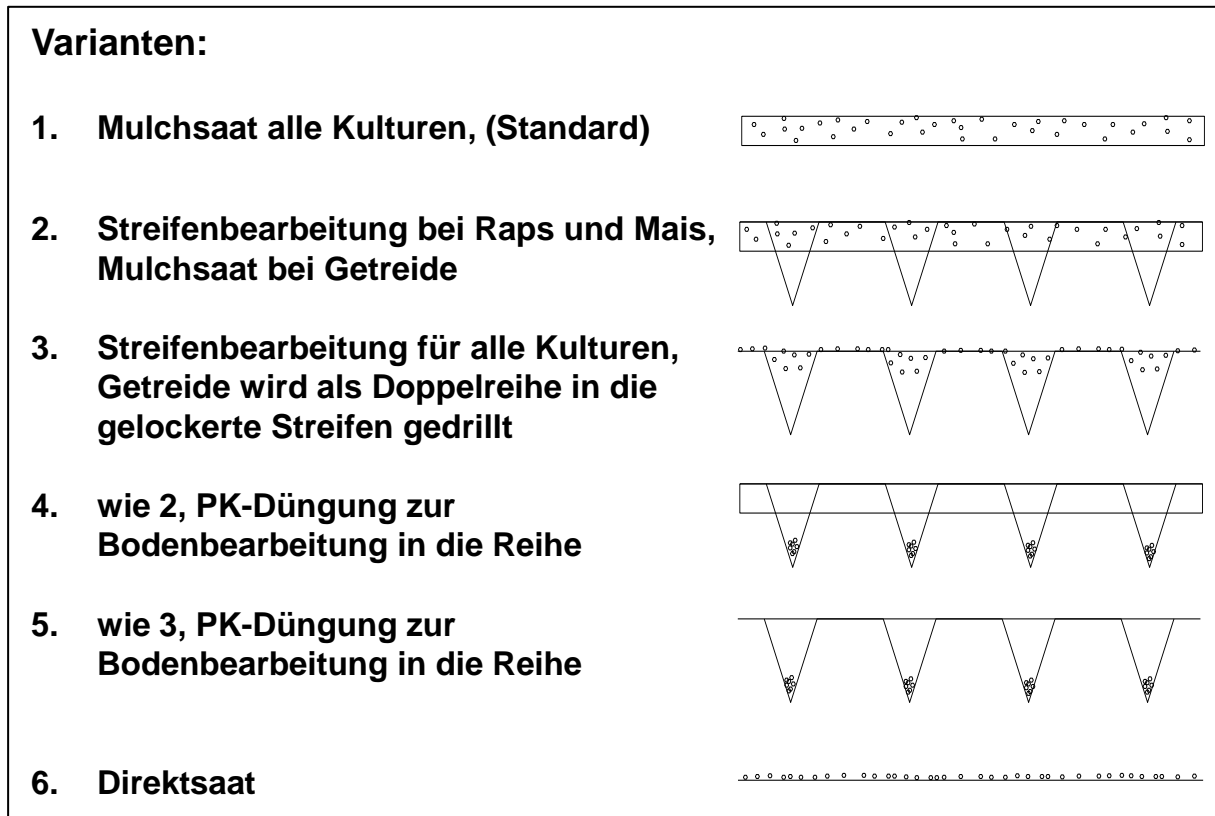 Varianten:
1. Mulchsaat alle Kulturen, (Standard)
2. Streifenbearbeitung bei Raps und Mais,
Mulchsaat bei Getreide
3. Streifenbearbeitung für alle Kulturen,
Getreide wird als Doppelreihe in die
gelockerte Streifen gedrillt
4. wie 2, PK-Düngung zur
Bodenbearbeitung in die Reihe
5. wie 3, PK-Düngung zur
Bodenbearbeitung in die Reihe
6. Direktsaat